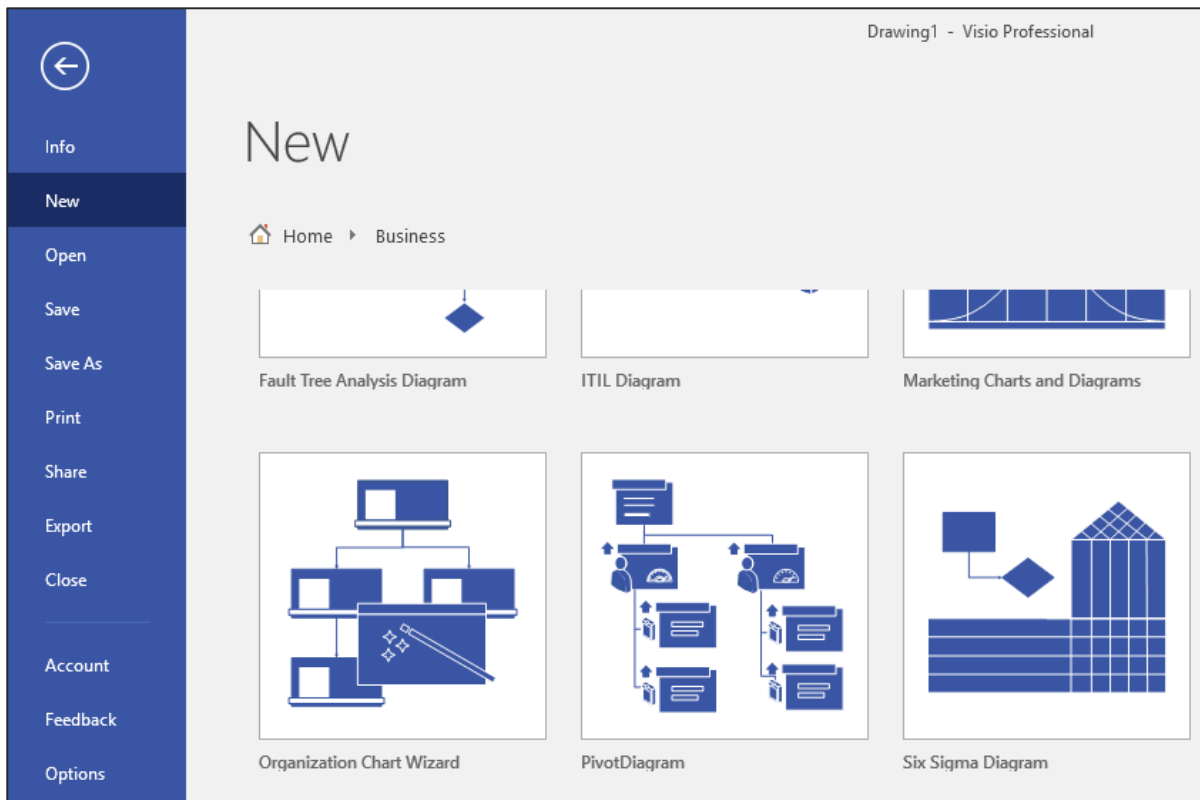 Drawing1 - Visio Professional
Info
New
Open
Save
Save As
Print
Share
Export
Close
Account
Feedback
Options
New
Home
Business
Fault Tree Analysis Diagram
ITIL Diagram
Marketing Charts and Diagrams
Organization Chart Wizard
PivotDiagram
Six Sigma Diagram